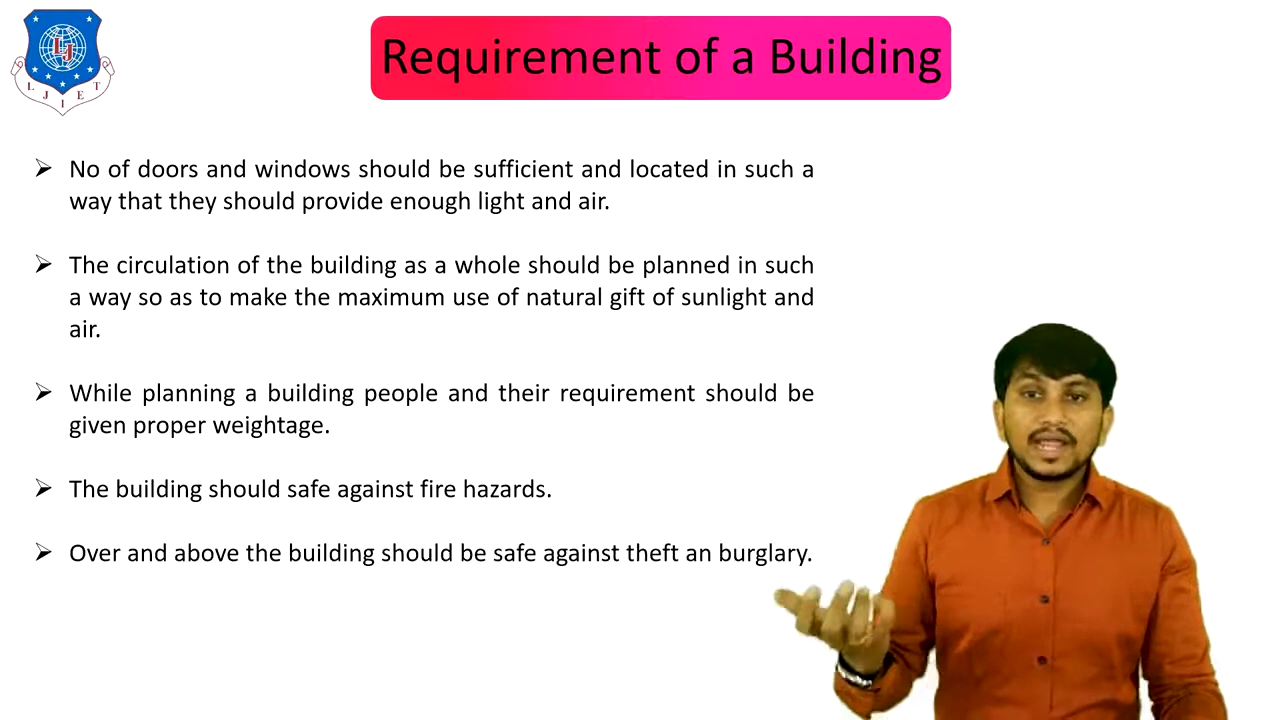 LJ
LJIET
Requirement of a Building
➢ No of doors and windows should be sufficient and located in such a
way that they should provide enough light and air.
➢ The circulation of the building as a whole should be planned in such
a way so as to make the maximum use of natural gift of sunlight and
air.
➢ While planning a building people and their requirement should be
given proper weightage.
➢ The building should safe against fire hazards.
➢ Over and above the building should be safe against theft an burglary.